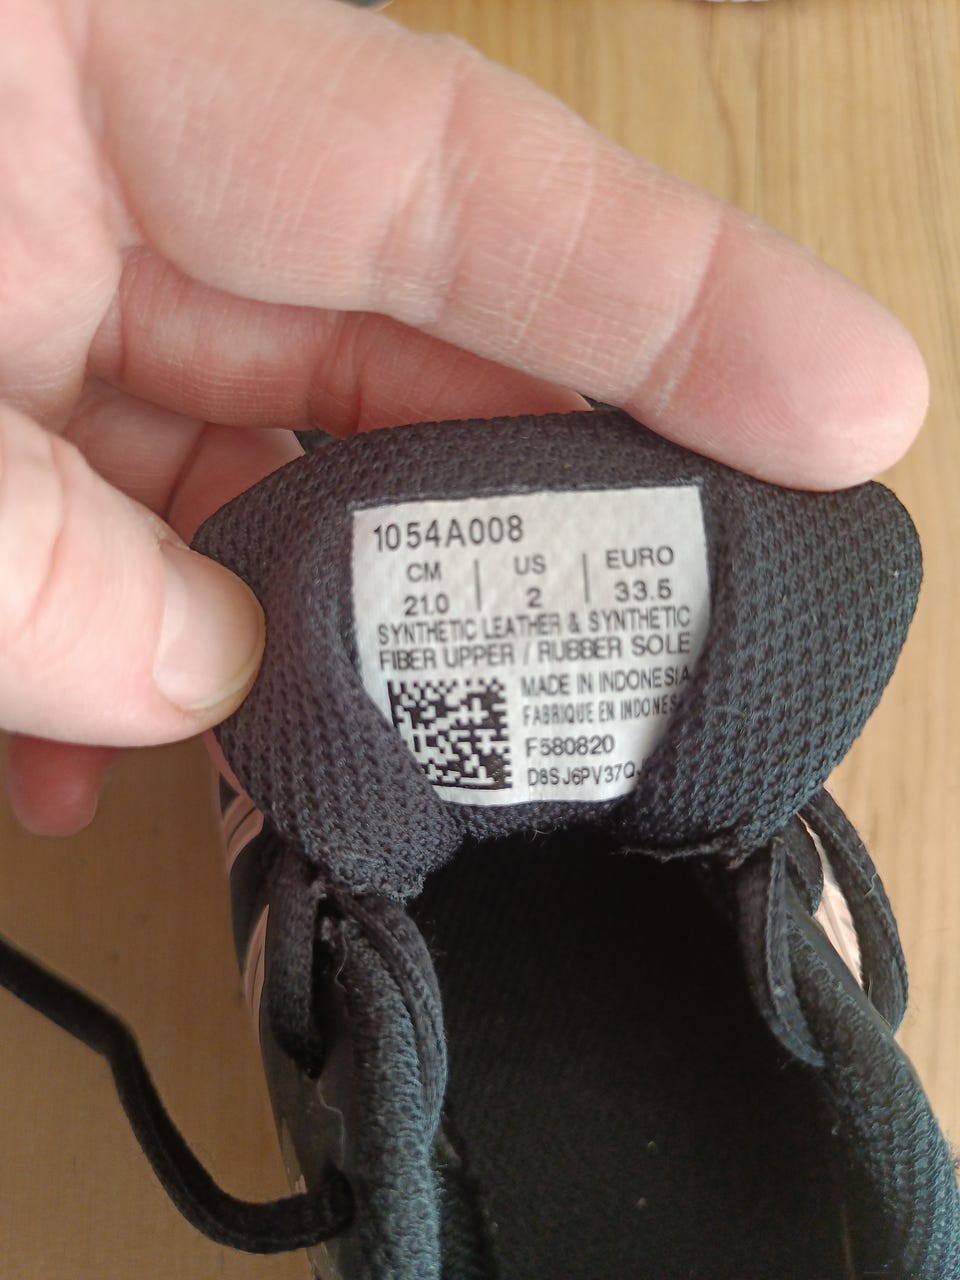 1054A008
CM | US | EURO
21.0 | 2 | 33.5
SYNTHETIC LEATHER & SYNTHETIC
FIBER UPPER / RUBBER SOLE
MADE IN INDONESIA
FABRIQUE EN INDONES
F580820
D8SJ6PV37Q